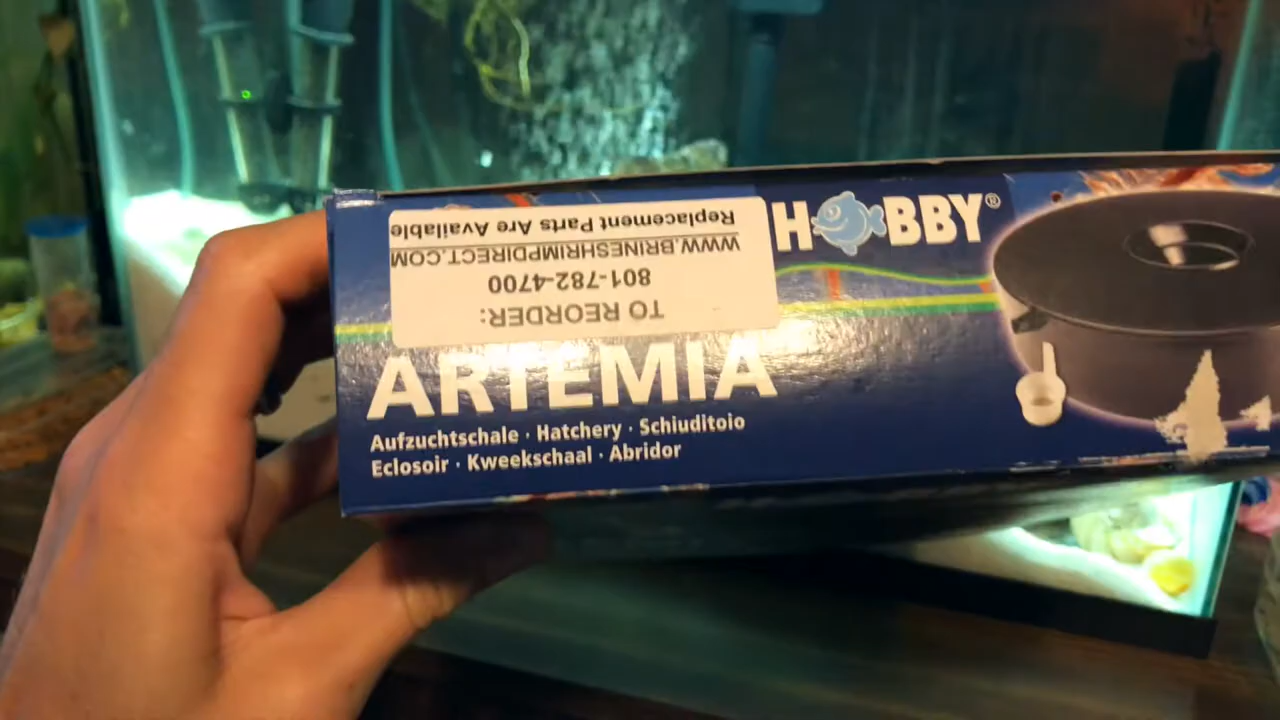 TO REORDER:
801-782-4700
WWW.BRINESHRIMPDIRECT.COM
Replacement Parts Are Available
HOBBY®
ARTEMIA
Aufzuchtschale · Hatchery · Schiuditoio
Eclosoir · Kweekschaal · Abridor